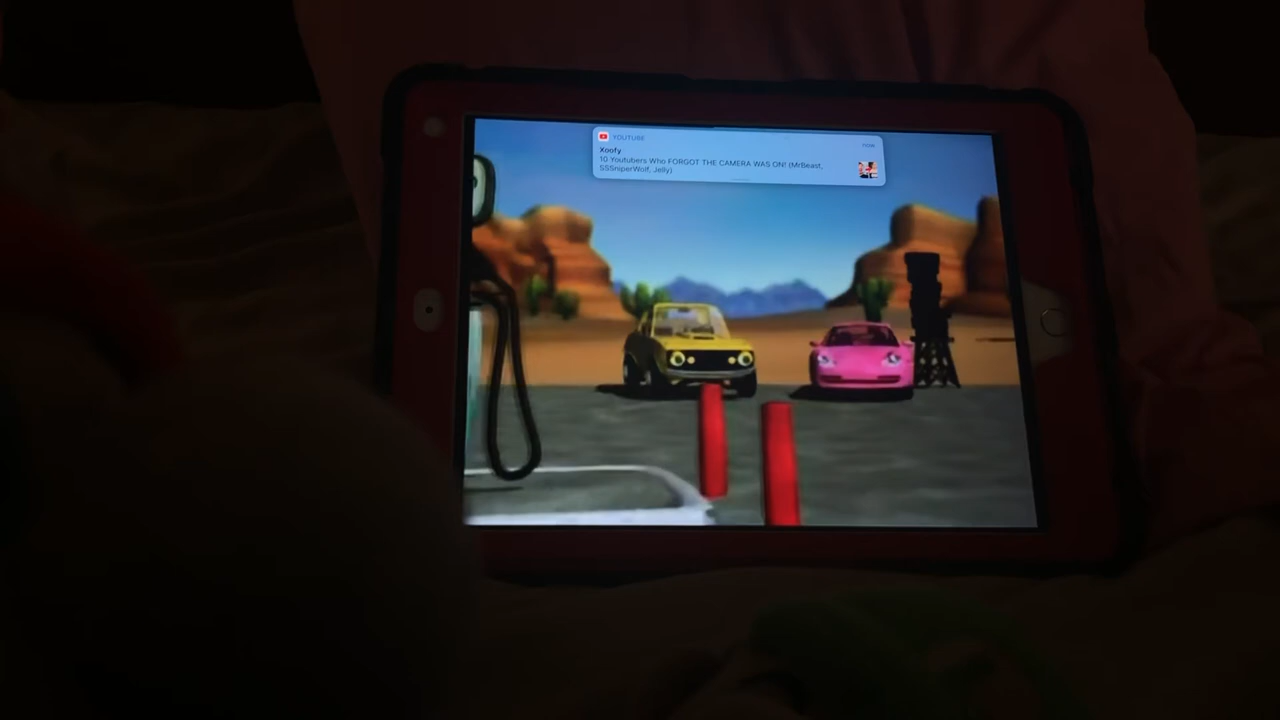 YOUTUBE
Xoofy
10 Youtubers Who FORGOT THE CAMERA WAS ON! (MrBeast,
SSSniperWolf, Jelly)